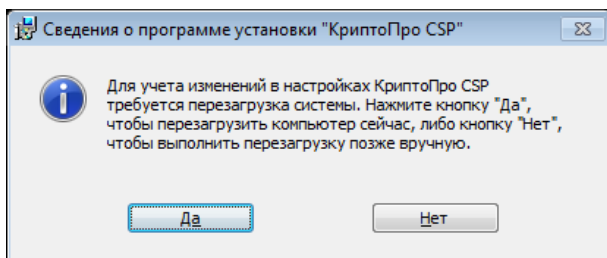 Сведения о программе установки "КриптоПро CSP"
Для учета изменений в настройках КриптоПро CSP
требуется перезагрузка системы. Нажмите кнопку "Да",
чтобы перезагрузить компьютер сейчас, либо кнопку "Нет",
чтобы выполнить перезагрузку позже вручную.
Да
Нет